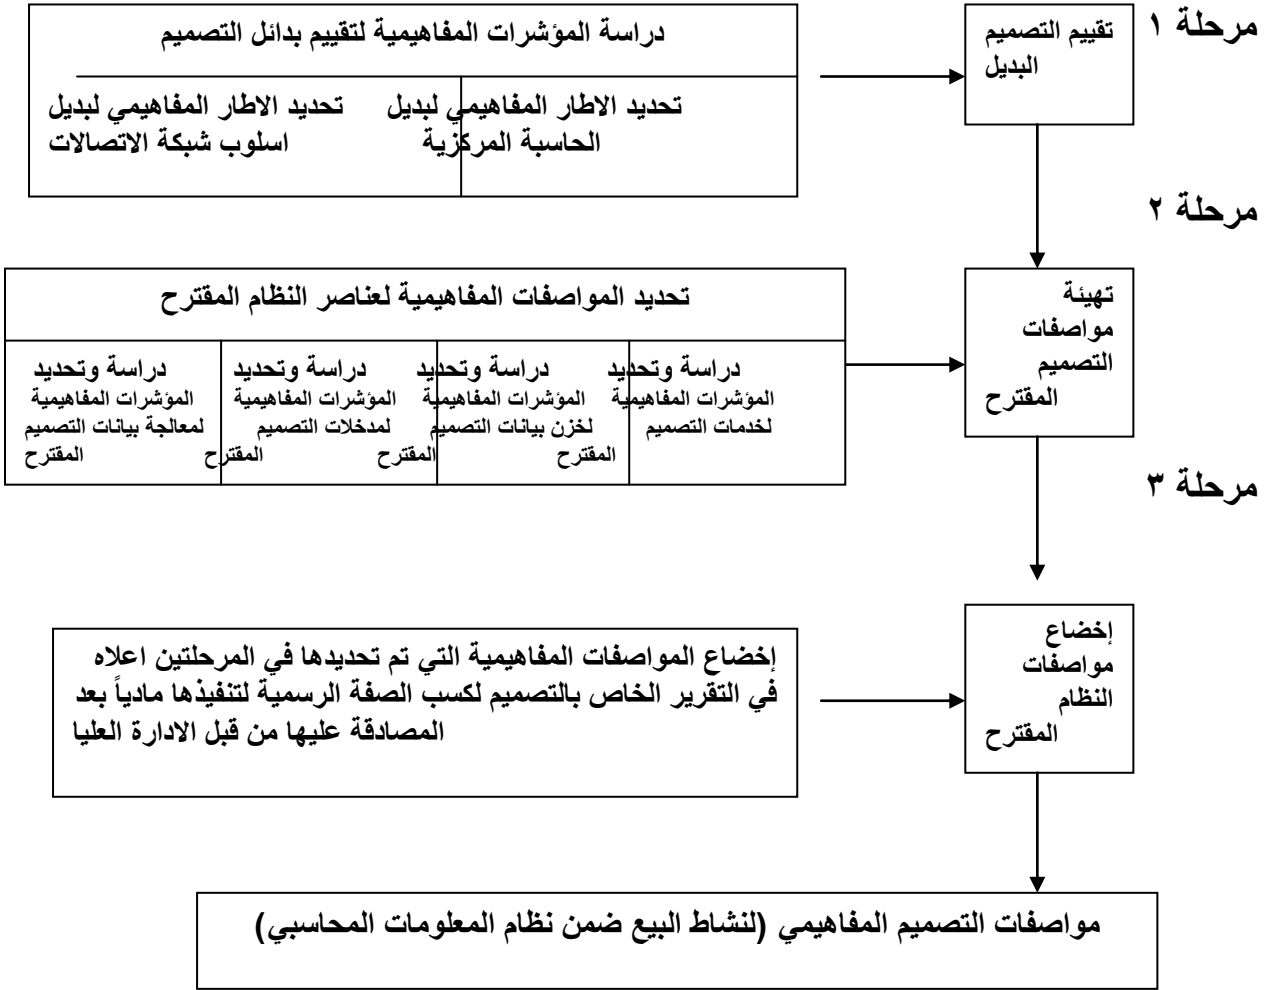 مرحلة ١
تقييم التصميم
البديل
دراسة المؤشرات المفاهيمية لتقييم بدائل التصميم
تحديد الاطار المفاهيمي لبديل
الحاسبة المركزية
تحديد الاطار المفاهيمي لبديل
اسلوب شبكة الاتصالات
مرحلة ٢
تهيئة
مواصفات
التصميم
المقترح
تحديد المواصفات المفاهيمية لعناصر النظام المقترح
دراسة وتحديد
المؤشرات المفاهيمية
لخدمات التصميم
المقترح
دراسة وتحديد
المؤشرات المفاهيمية
لخزن بيانات التصميم
المقترح
دراسة وتحديد
المؤشرات المفاهيمية
لمدخلات التصميم
المقترح
دراسة وتحديد
المؤشرات المفاهيمية
لمعالجة بيانات التصميم
المقترح
مرحلة ٣
إخضاع
مواصفات
النظام
المقترح
إخضاع المواصفات المفاهيمية التي تم تحديدها في المرحلتين اعلاه
في التقرير الخاص بالتصميم لكسب الصفة الرسمية لتنفيذها مادياً بعد
المصادقة عليها من قبل الادارة العليا
مواصفات التصميم المفاهيمي (لنشاط البيع ضمن نظام المعلومات المحاسبي)